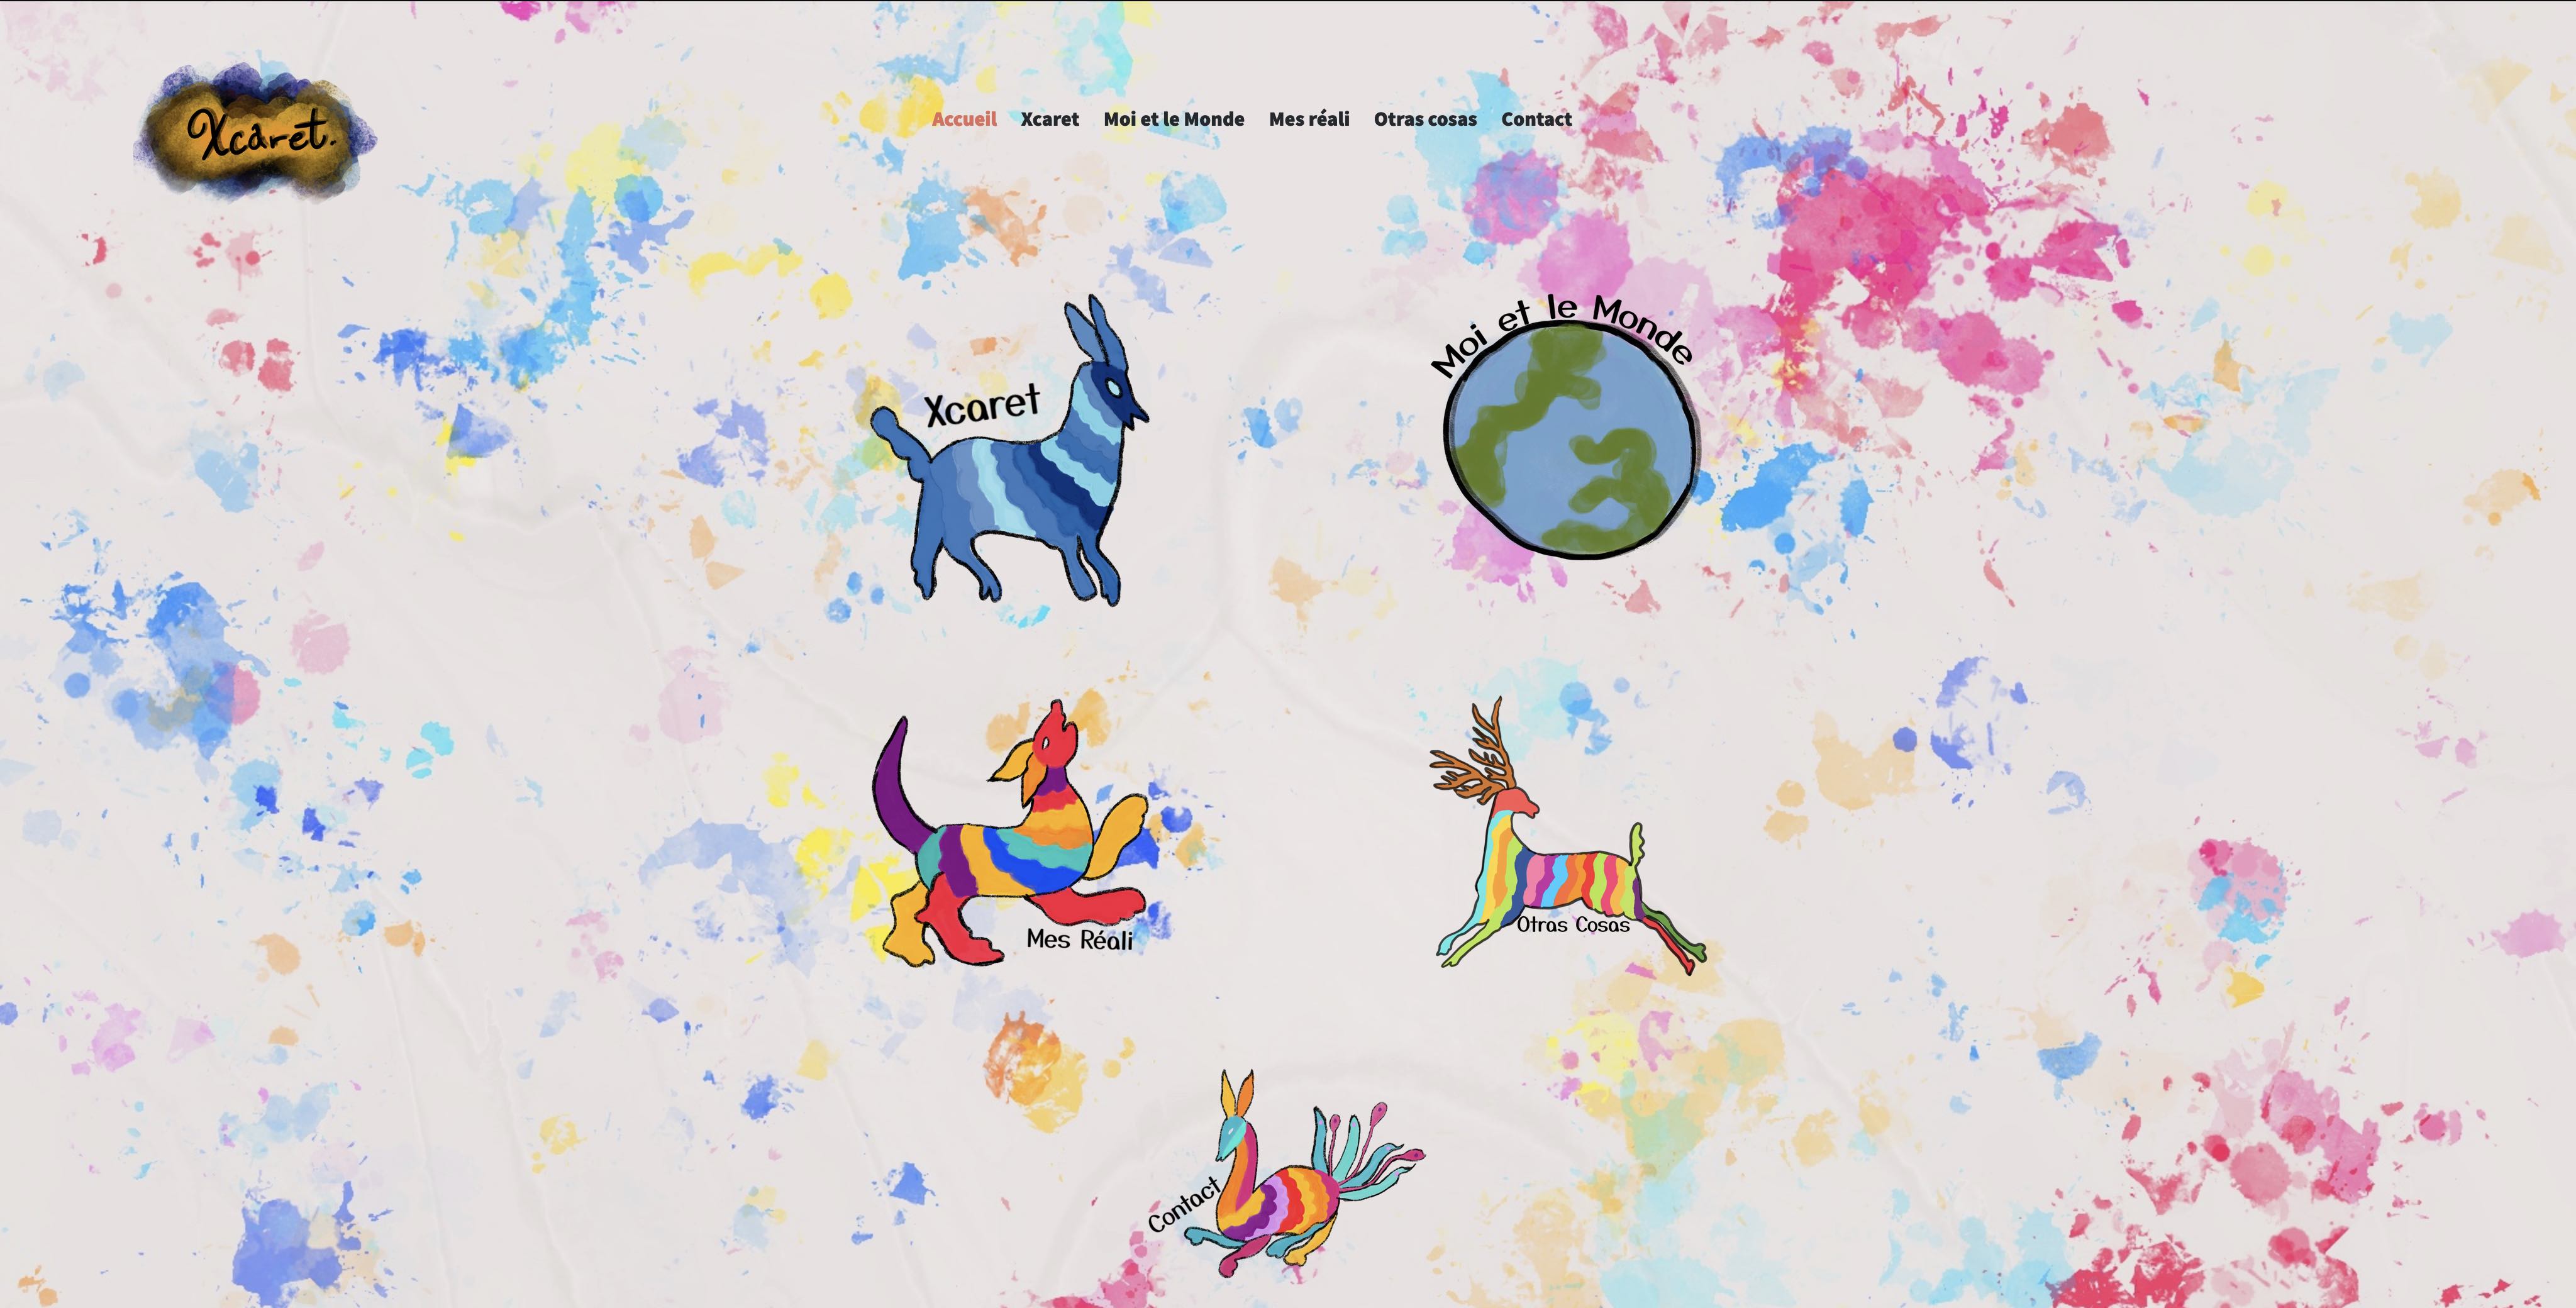 Xcaret.
Accueil Xcaret Moi et le Monde Mes réali Otras cosas Contact
Xcaret
Moi et le Monde
Mes Réali
Otras Cosas
Contact